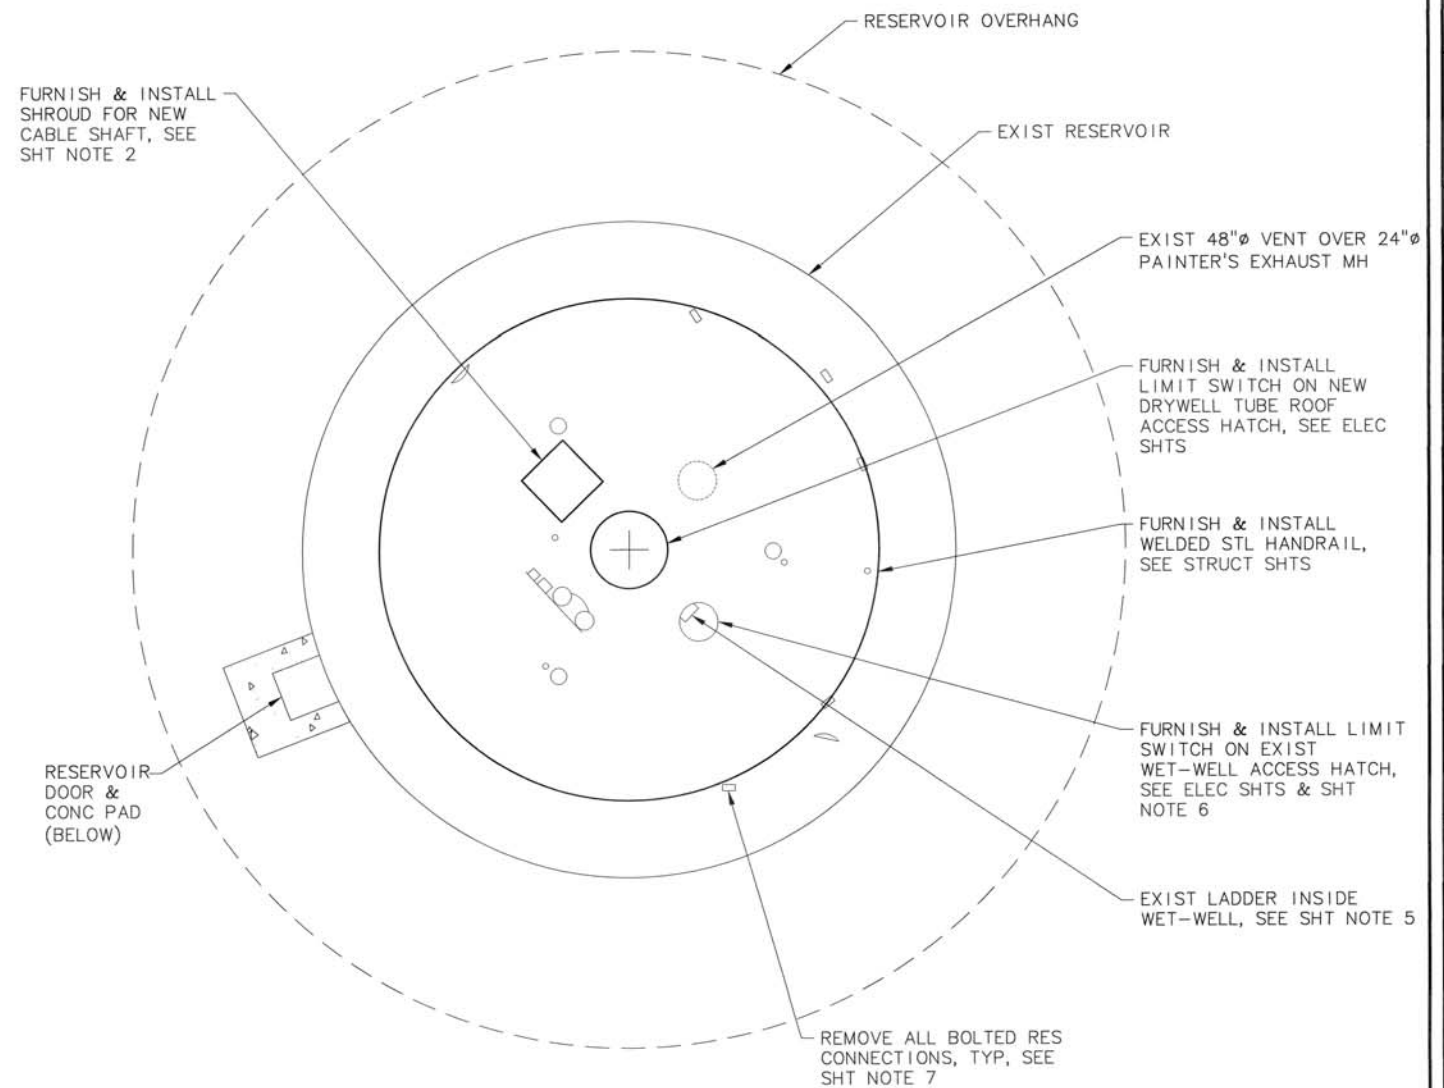 RESERVOIR OVERHANG
FURNISH & INSTALL
SHROUD FOR NEW
CABLE SHAFT, SEE
SHT NOTE 2
EXIST RESERVOIR
EXIST 48"ø VENT OVER 24"ø
PAINTER'S EXHAUST MH
FURNISH & INSTALL
LIMIT SWITCH ON NEW
DRYWELL TUBE ROOF
ACCESS HATCH, SEE ELEC
SHTS
FURNISH & INSTALL
WELDED STL HANDRAIL,
SEE STRUCT SHTS
FURNISH & INSTALL LIMIT
SWITCH ON EXIST
WET-WELL ACCESS HATCH,
SEE ELEC SHTS & SHT
NOTE 6
RESERVOIR
DOOR &
CONC PAD
(BELOW)
EXIST LADDER INSIDE
WET-WELL, SEE SHT NOTE 5
REMOVE ALL BOLTED RES
CONNECTIONS, TYP, SEE
SHT NOTE 7